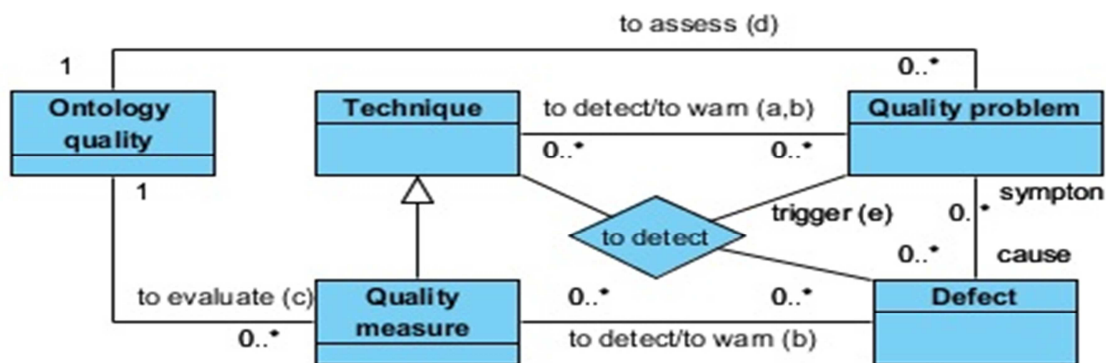 to assess (d)
1
0..*
Ontology
quality
Technique
to detect/to warn (a,b)
Quality problem
0..*
0..*
1
sympton
trigger (e)
0..*
to detect
0..*
cause
to evaluate (c)
Quality
measure
0..*
0..*
Defect
0..*
to detect/to warn (b)